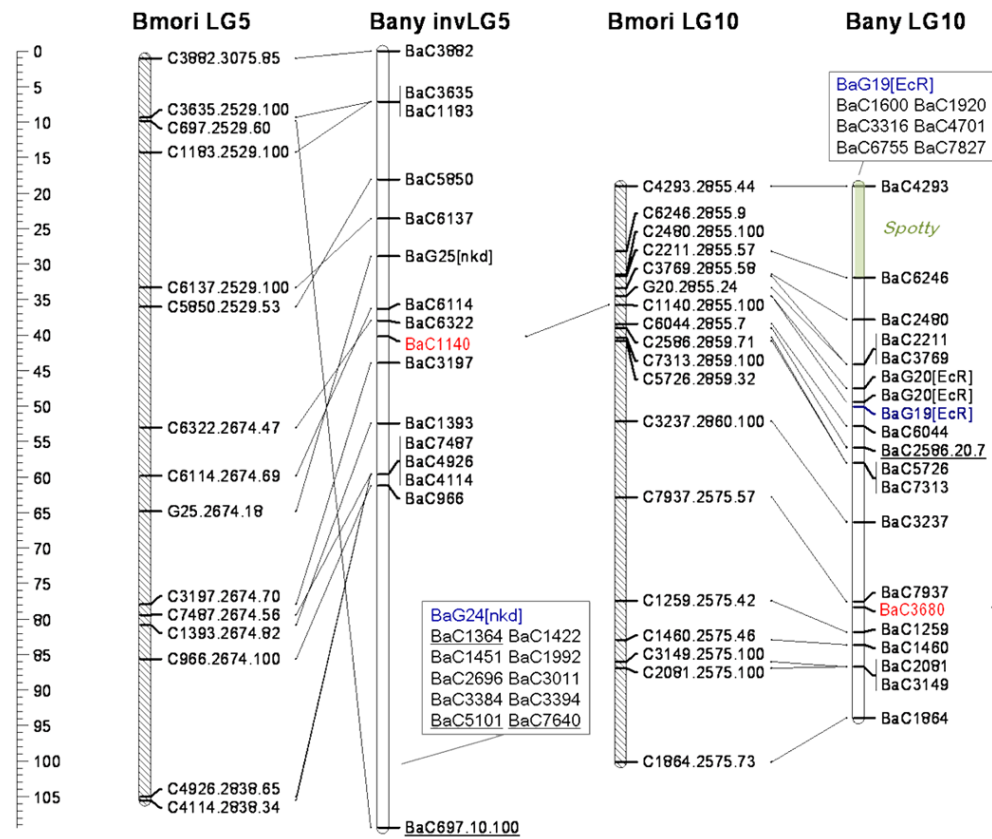 Bmori LG5
Bany invLG5
Bmori LG10
Bany LG10
0
5
10
15
20
25
30
35
40
45
50
55
60
65
70
75
80
85
90
95
100
105
C3882.3075.85
C3635.2529.100
C697.2529.60
C1183.2529.100
C6137.2529.100
C5850.2529.53
C6322.2674.47
C6114.2674.69
G25.2674.18
C3197.2674.70
C7487.2674.56
C1393.2674.82
C966.2674.100
C4926.2838.65
C4114.2838.34
BaC3882
BaC3635
BaC1183
BaC5850
BaC6137
BaG25[nkd]
BaC6114
BaC6322
BaC1140
BaC3197
BaC1393
BaC7487
BaC4926
BaC4114
BaC966
BaC697.10.100
BaG24[nkd]
BaC1364 BaC1422
BaC1451 BaC1992
BaC2696 BaC3011
BaC3384 BaC3394
BaC5101 BaC7640
C4293.2855.44
C6246.2855.9
C2480.2855.100
C2211.2855.57
C3769.2855.58
G20.2855.24
C1140.2855.100
C6044.2855.7
C2586.2859.71
C7313.2859.100
C5726.2859.32
C3237.2860.100
C7937.2575.57
C1259.2575.42
C1460.2575.46
C3149.2575.100
C2081.2575.100
C1864.2575.73
BaG19[EcR]
BaC1600 BaC1920
BaC3316 BaC4701
BaC6755 BaC7827
BaC4293
Spotty
BaC6246
BaC2480
BaC2211
BaC3769
BaG20[EcR]
BaG20[EcR]
BaG19[EcR]
BaC6044
BaC2586.20.7
BaC5726
BaC7313
BaC3237
BaC7937
BaC3680
BaC1259
BaC1460
BaC2081
BaC3149
BaC1864